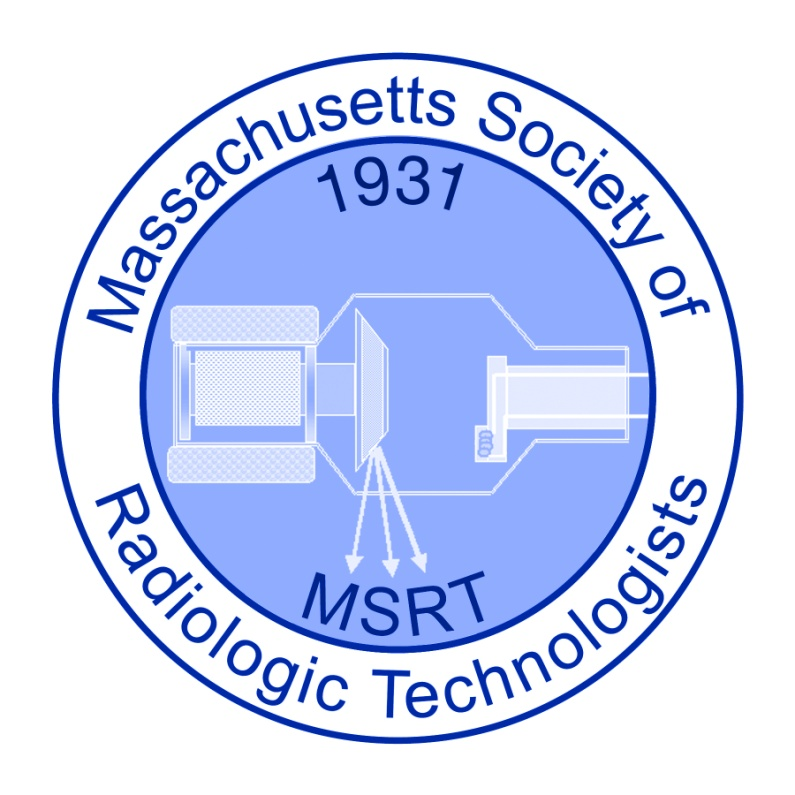 Massachusetts Society of
1931
MSRT
Radiologic Technologists